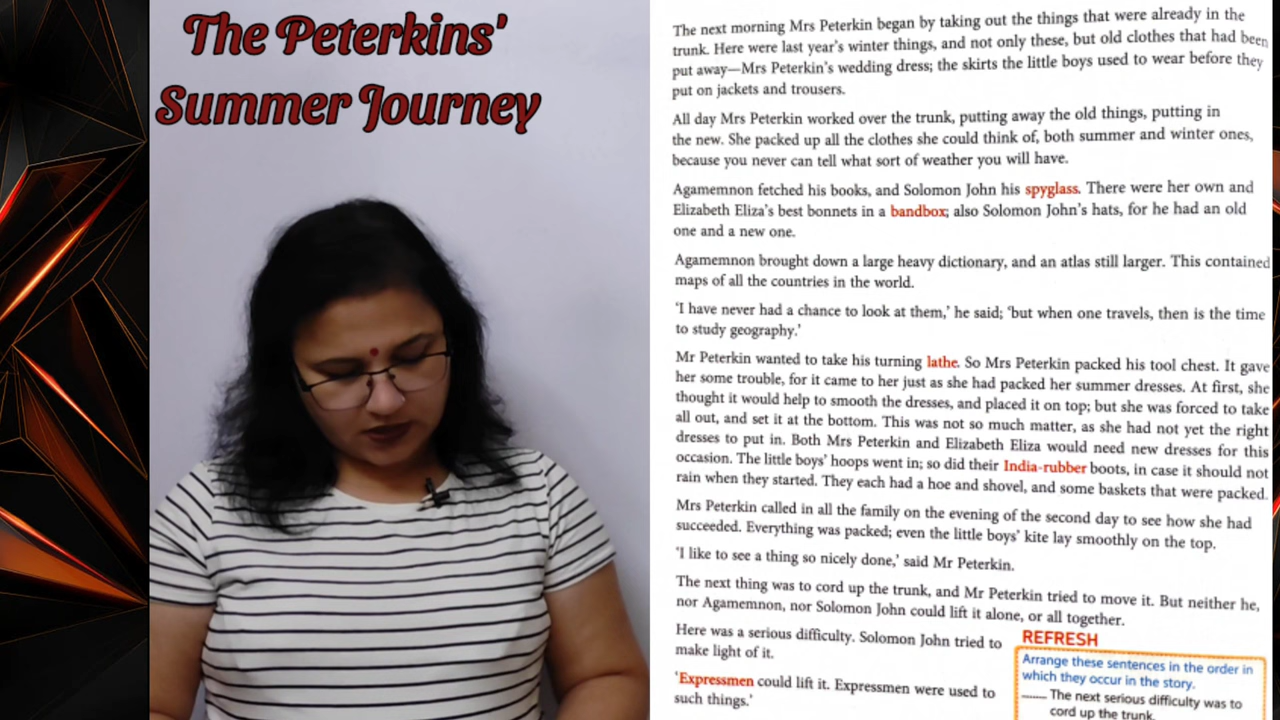 The Peterkins'
Summer Journey
The next morning Mrs Peterkin began by taking out the things that were already in the
trunk. Here were last year's winter things, and not only these, but old clothes that had been
put away—Mrs Peterkin's wedding dress; the skirts the little boys used to wear before they
put on jackets and trousers.
All day Mrs Peterkin worked over the trunk, putting away the old things, putting in
the new. She packed up all the clothes she could think of, both summer and winter ones,
because you never can tell what sort of weather you will have.
Agamemnon fetched his books, and Solomon John his spyglass. There were her own and
Elizabeth Eliza's best bonnets in a bandbox; also Solomon John's hats, for he had an old
one and a new one.
Agamemnon brought down a large heavy dictionary, and an atlas still larger. This contained
maps of all the countries in the world.
'I have never had a chance to look at them,' he said; 'but when one travels, then is the time
to study geography.'
Mr Peterkin wanted to take his turning lathe. So Mrs Peterkin packed his tool chest. It gave
her some trouble, for it came to her just as she had packed her summer dresses. At first, she
thought it would help to smooth the dresses, and placed it on top; but she was forced to take
all out, and set it at the bottom. This was not so much matter, as she had not yet the right
dresses to put in. Both Mrs Peterkin and Elizabeth Eliza would need new dresses for this
occasion. The little boys' hoops went in; so did their India-rubber boots, in case it should not
rain when they started. They each had a hoe and shovel, and some baskets that were packed.
Mrs Peterkin called in all the family on the evening of the second day to see how she had
succeeded. Everything was packed; even the little boys' kite lay smoothly on the top.
'I like to see a thing so nicely done,' said Mr Peterkin.
The next thing was to cord up the trunk, and Mr Peterkin tried to move it. But neither he,
nor Agamemnon, nor Solomon John could lift it alone, or all together.
Here was a serious difficulty. Solomon John tried to
make light of it.
'Expressmen could lift it. Expressmen were used to
such things.'
REFRESH
Arrange these sentences in the order in
which they occur in the story.
The next serious difficulty was to
cord up the trunk.